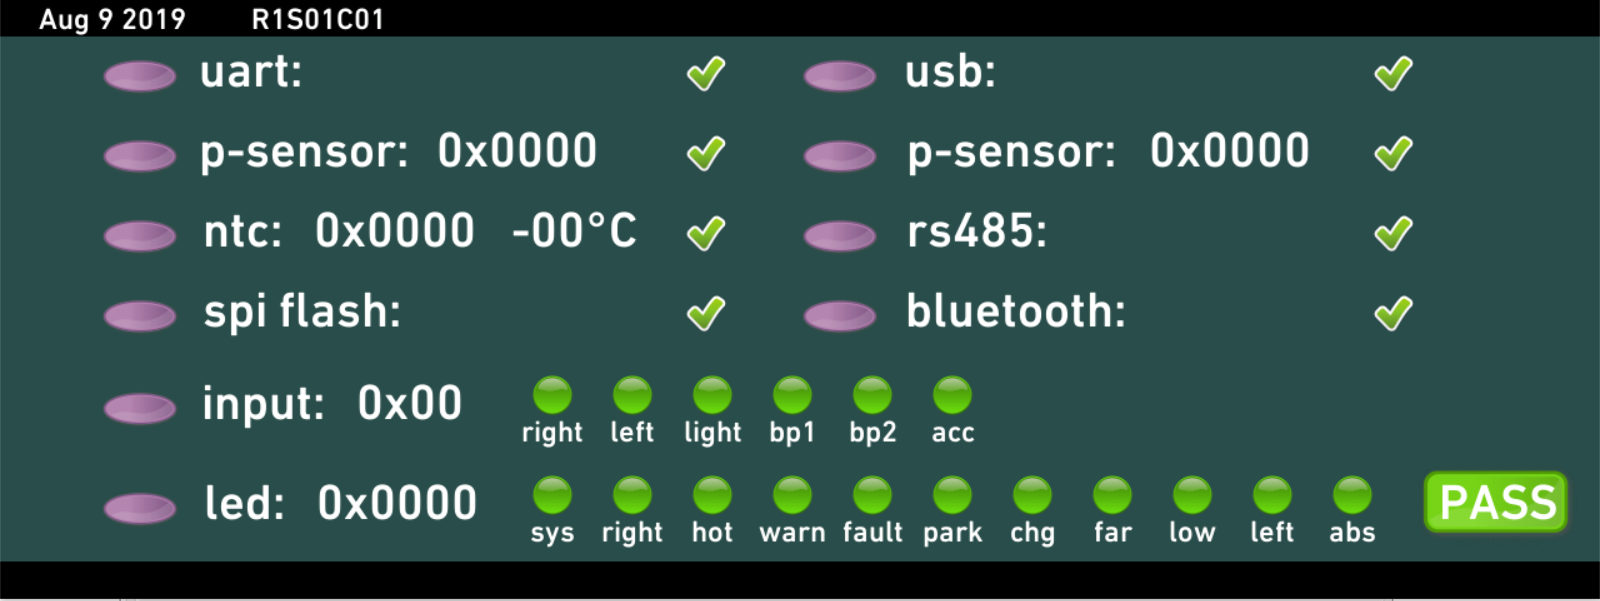 Aug 9 2019 R1S01C01
uart: usb:
p-sensor: 0x0000 p-sensor: 0x0000
ntc: 0x0000 -00°C rs485:
spi flash: bluetooth:
input: 0x00
right left light bp1 bp2 acc
led: 0x0000 PASS
sys right hot warn fault park chg far low left abs